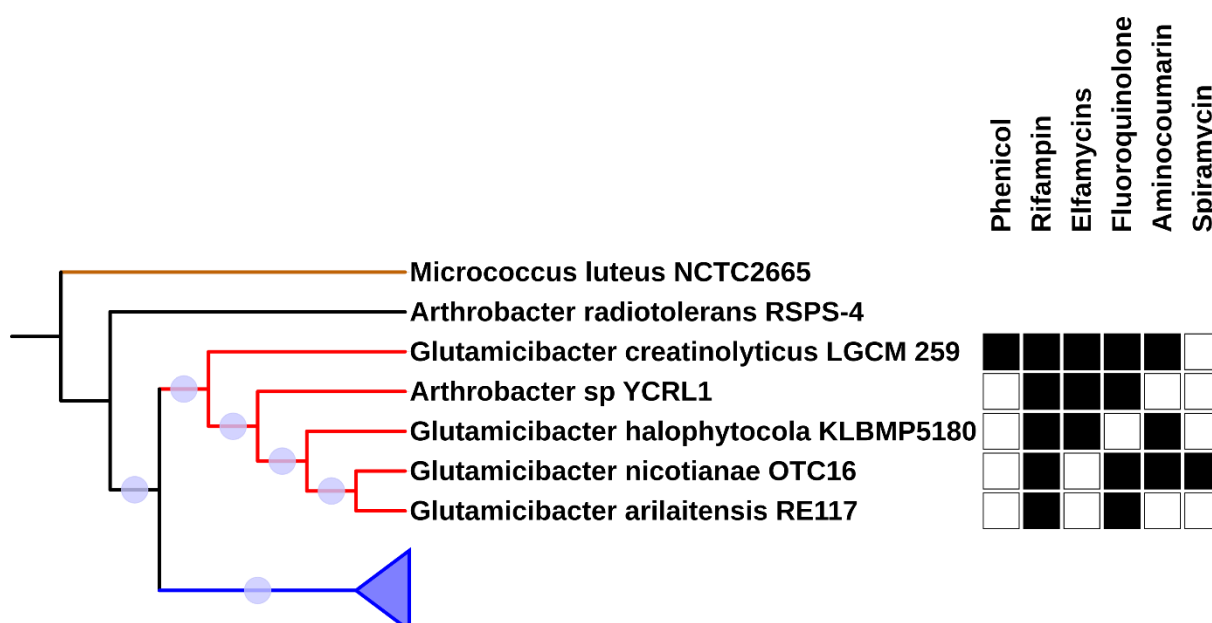 Phenicol
Rifampin
Elfamycins
Fluoroquinolone
Aminocoumarin
Spiramycin
Micrococcus luteus NCTC2665
Arthrobacter radiotolerans RSPS-4
Glutamicibacter creatinolyticus LGCM 259
Arthrobacter sp YCRL1
Glutamicibacter halophytocola KLBMP5180
Glutamicibacter nicotianae OTC16
Glutamicibacter arilaitensis RE117